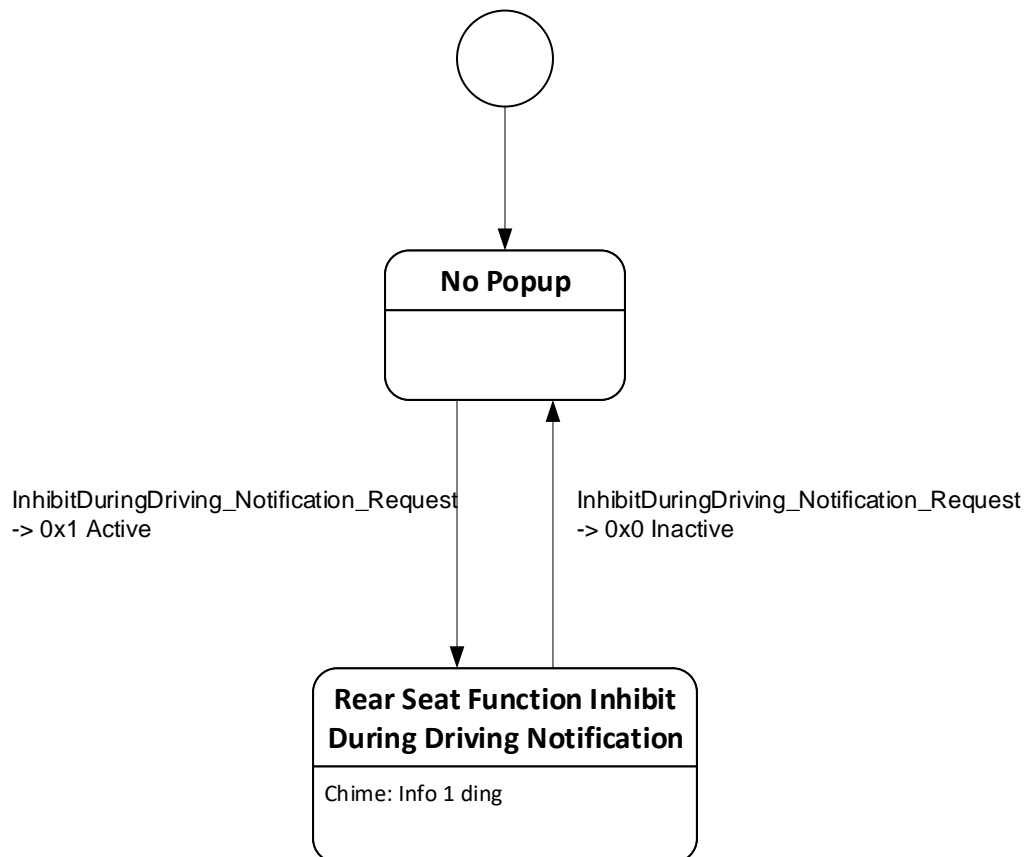 No Popup
InhibitDuringDriving_Notification_Request
-> 0x1 Active
InhibitDuringDriving_Notification_Request
-> 0x0 Inactive
Rear Seat Function Inhibit
During Driving Notification
Chime: Info 1 ding